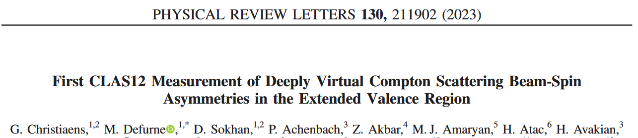 PHYSICAL REVIEW LETTERS 130, 211902 (2023)
First CLAS12 Measurement of Deeply Virtual Compton Scattering Beam-Spin
Asymmetries in the Extended Valence Region
G. Christiaens,1,2 M. Defurne,1,* D. Sokhan,1,2 P. Achenbach,3 Z. Akbar,4 M. J. Amaryan,5 H. Atac,6 H. Avakian,3